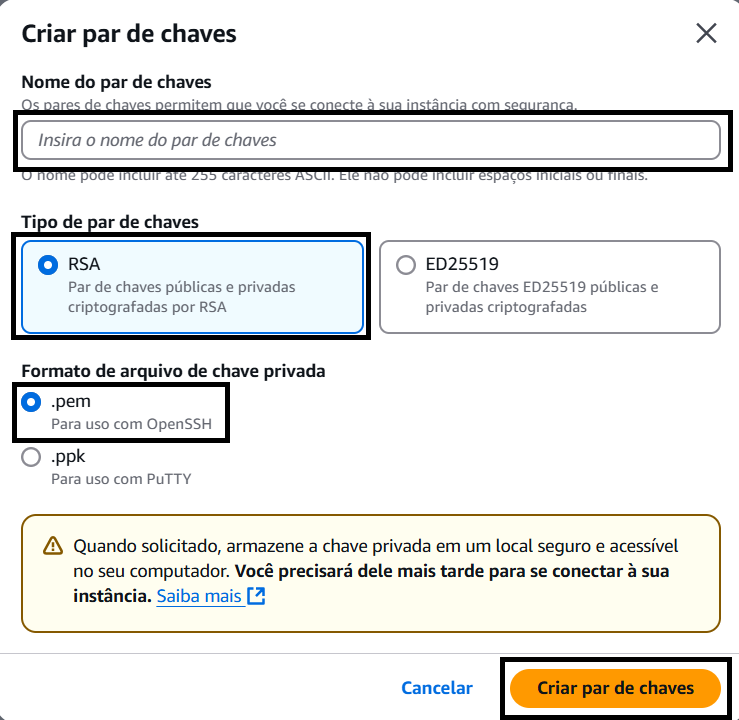 Criar par de chaves
Nome do par de chaves
Os pares de chaves permitem que você se conecte à sua instância com segurança.
Insira o nome do par de chaves
O nome pode incluir até 255 caracteres ASCII. Ele não pode incluir espaços iniciais ou finais.
Tipo de par de chaves
RSA
Par de chaves públicas e privadas
criptografadas por RSA
ED25519
Par de chaves ED25519 públicas e
privadas criptografadas
Formato de arquivo de chave privada
.pem
Para uso com OpenSSH
.ppk
Para uso com PuTTY
Quando solicitado, armazene a chave privada em um local seguro e acessível
no seu computador. Você precisará dele mais tarde para se conectar à sua
instância. Saiba mais
Cancelar
Criar par de chaves